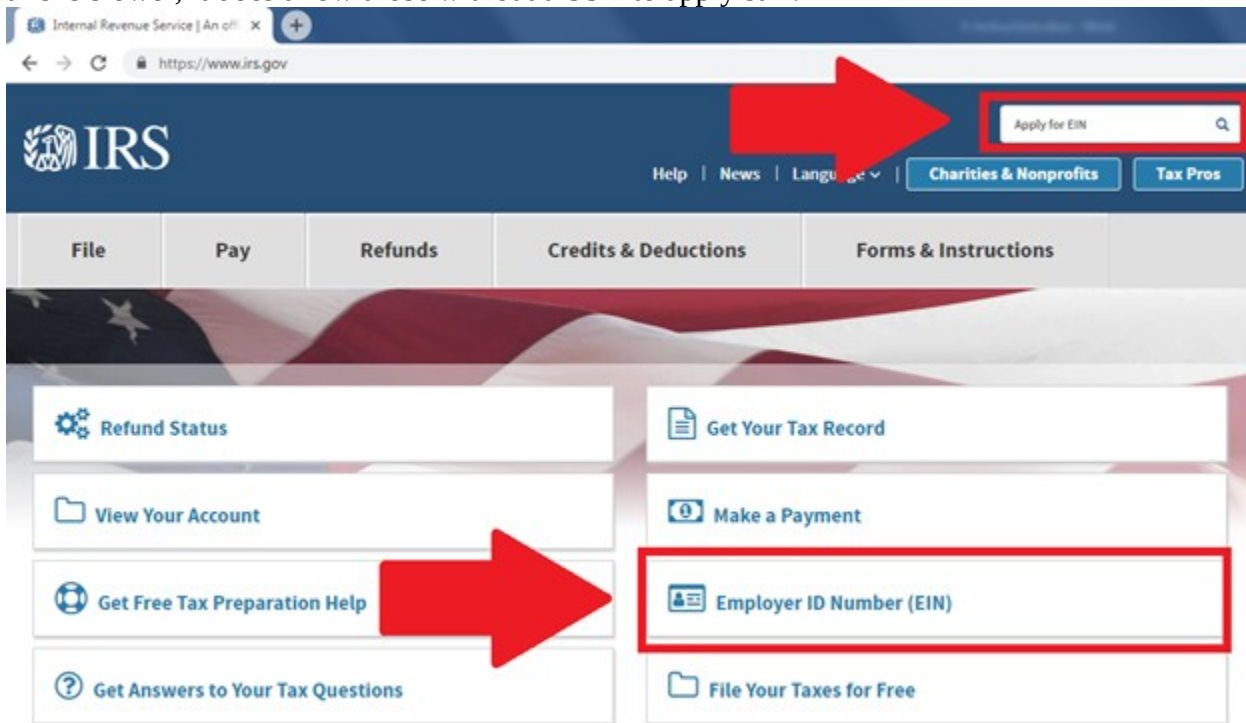 Internal Revenue Service | An offi
https://www.irs.gov
Apply for EIN
IRS
Help | News | Language | Charities & Nonprofits Tax Pros
File Pay Refunds Credits & Deductions Forms & Instructions
Refund Status Get Your Tax Record
View Your Account Make a Payment
Get Free Tax Preparation Help Employer ID Number (EIN)
Get Answers to Your Tax Questions File Your Taxes for Free